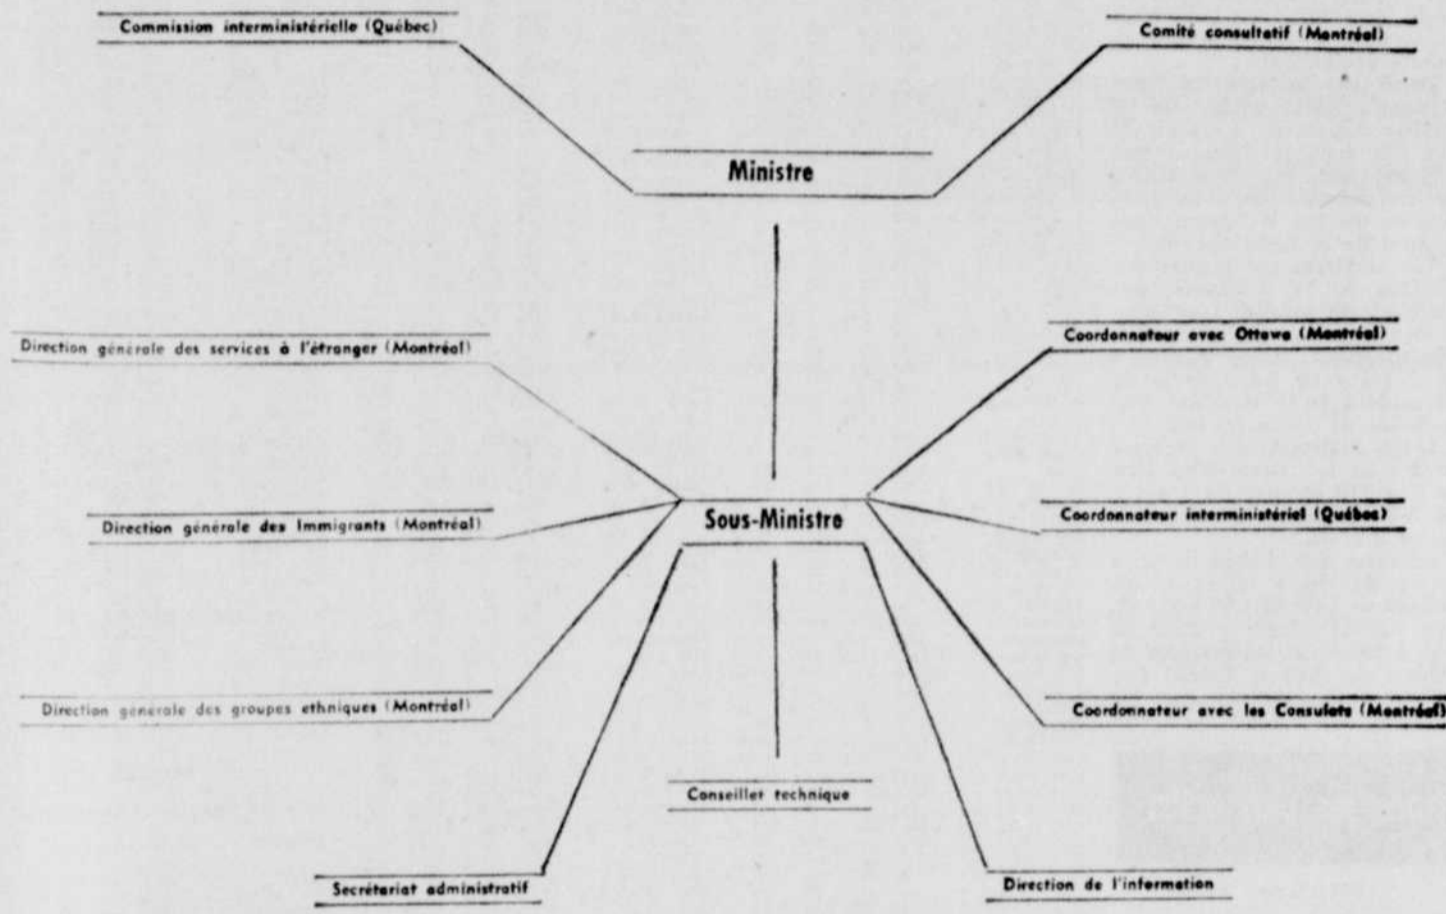 Commission interministérielle (Québec)
Comité consultatif (Montréal)
Ministre
Direction générale des services à l'étranger (Montréal)
Coordonnateur avec Ottawa (Montréal)
Direction générale des Immigrants (Montréal)
Sous-Ministre
Coordonnateur interministériel (Québec)
Direction générale des groupes ethniques (Montréal)
Coordonnateur avec les Consulats (Montréal)
Conseiller technique
Secrétariat administratif
Direction de l'information